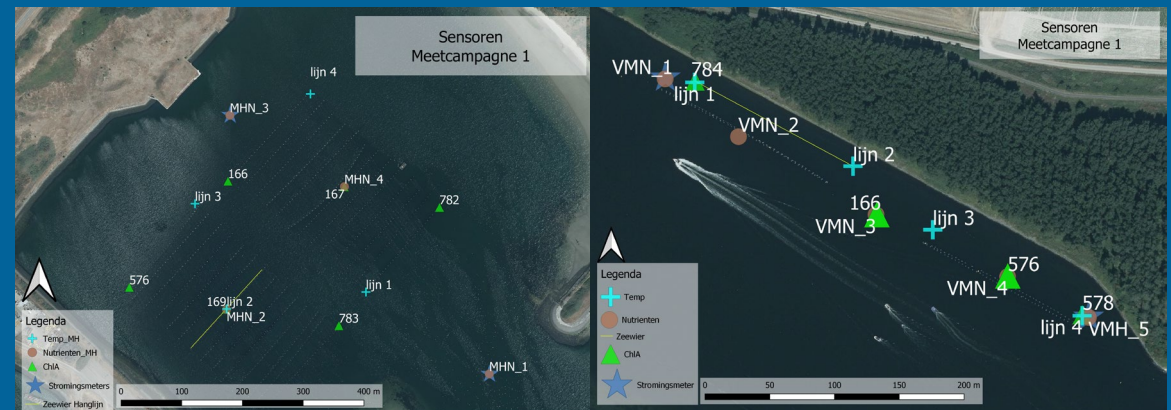 Sensoren
Meetcampagne 1
lijn 4
MHN_3
166
MHN_4
167
lijn 3
782
576
lijn 1
169lijn 2
MHN_2
783
MHN_1
Legenda
Temp_MH
Nutrienten_MH
ChlA
Stromingsmeters
Zeewier Hanglijn
0 100 200 300 400 m
Sensoren
Meetcampagne 1
VMN_1
784
lijn 1
VMN_2
lijn 2
166
VMN_3
lijn 3
576
VMN_4
578
lijn 4 VMH_5
Legenda
Temp
Nutrienten
Zeewier
ChlA
Stromingsmeter
0 50 100 150 200 m